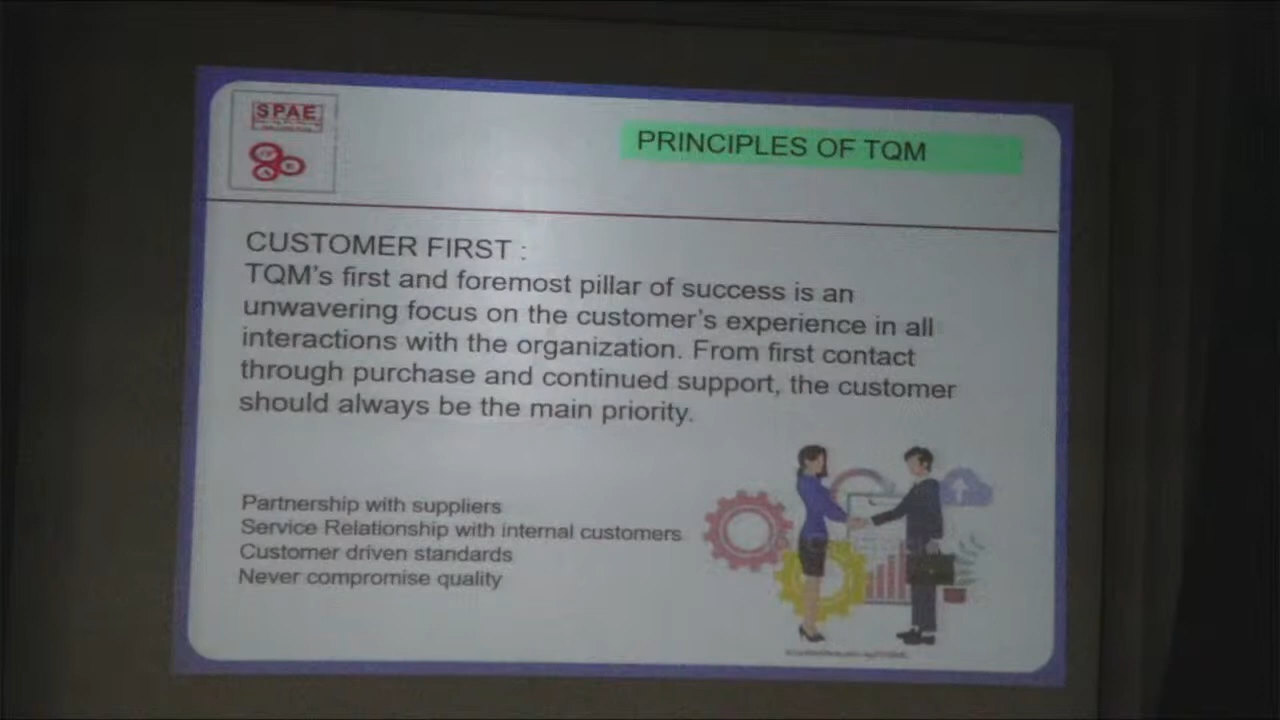 SPAE
PRINCIPLES OF TQM
CUSTOMER FIRST :
TQM's first and foremost pillar of success is an
unwavering focus on the customer's experience in all
interactions with the organization. From first contact
through purchase and continued support, the customer
should always be the main priority.
Partnership with suppliers
Service Relationship with internal customers
Customer driven standards
Never compromise quality